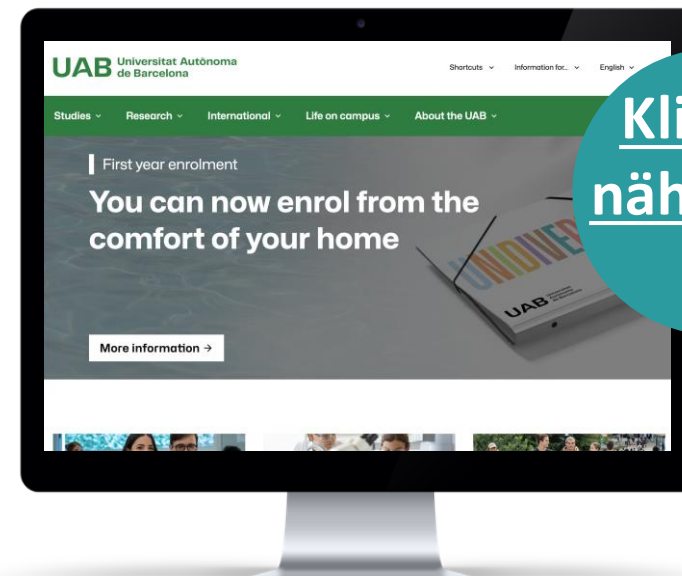 UAB Universitat Autònoma
de Barcelona
Shortcuts
Information for...
English
Studies
Research
International
Life on campus
About the UAB
First year enrolment
You can now enrol from the
comfort of your home
More information →
UNIDIVER
UAB
Kli
näh